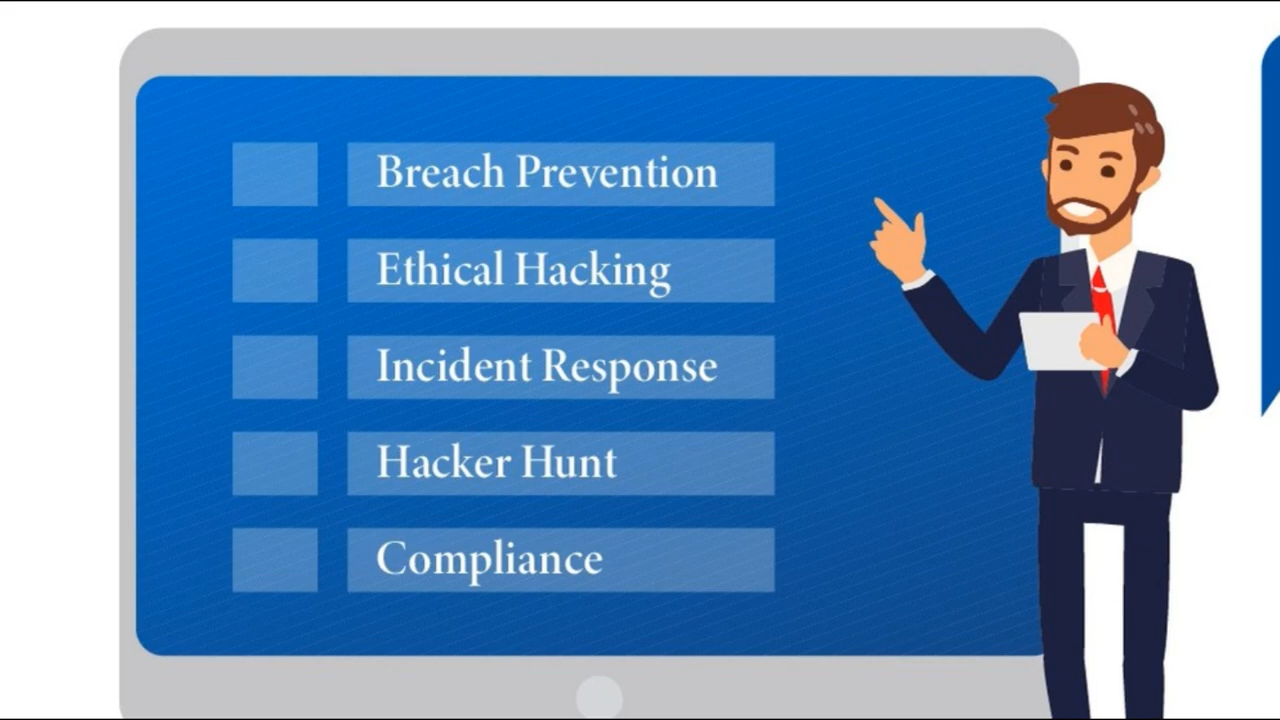 Breach Prevention
Ethical Hacking
Incident Response
Hacker Hunt
Compliance